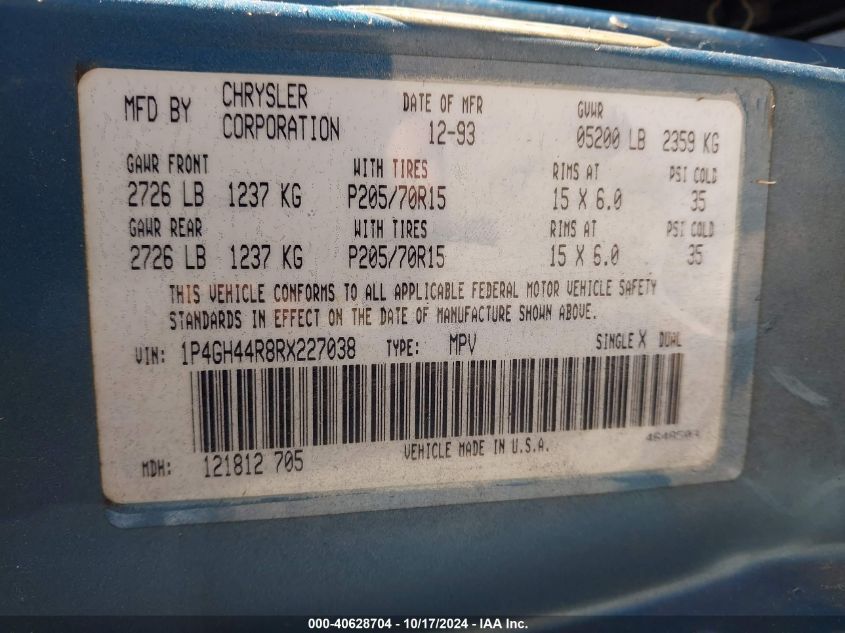 MFD BY CHRYSLER CORPORATION DATE OF MFR 12-93 GVWR 05200 LB 2359 KG
GAWR FRONT WITH TIRES RIMS AT PSI COLD
2726 LB 1237 KG P205/70R15 15 X 6.0 35
GAWR REAR WITH TIRES RIMS AT PSI COLD
2726 LB 1237 KG P205/70R15 15 X 6.0 35
THIS VEHICLE CONFORMS TO ALL APPLICABLE FEDERAL MOTOR VEHICLE SAFETY
STANDARDS IN EFFECT ON THE DATE OF MANUFACTURE SHOWN ABOVE.
VIN: 1P4GH44R8RX227038 TYPE: MPV SINGLE X DUAL
4648503
MDH: 121812 705 VEHICLE MADE IN U.S.A.
000-40628704 - 10/17/2024 - IAAI.com Inc.